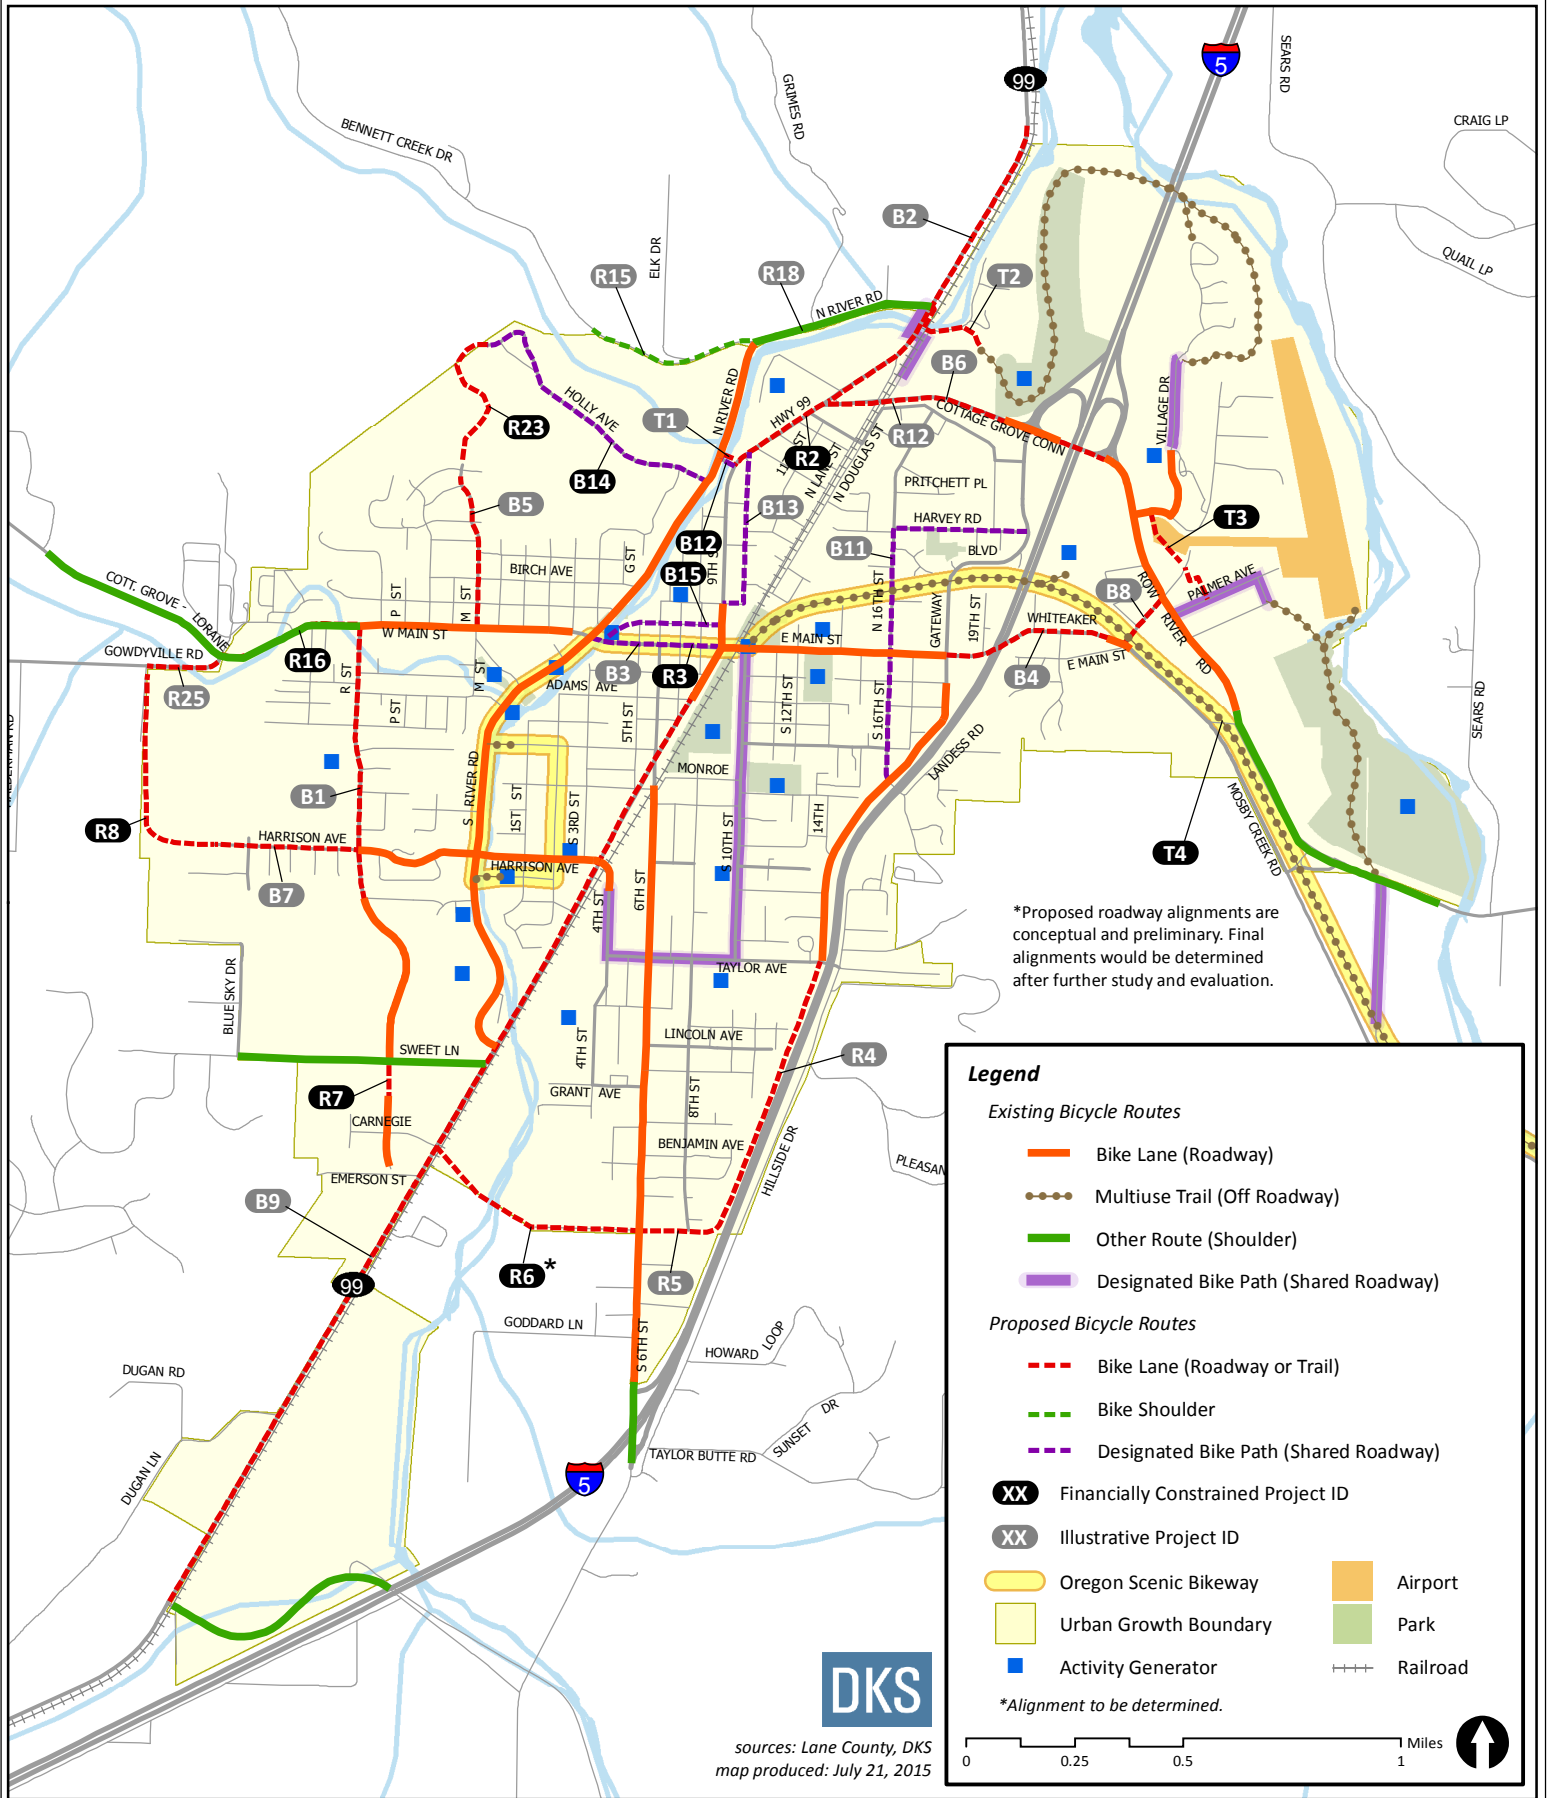 99
5
SEARS RD
CRAIG LP
GRIMES RD
BENNETT CREEK DR
B2
QUAIL LP
ELK DR
R15
R18
T2
N RIVER RD
B6
HOLLY AVE
N RIVER RD
T1
HWY 99
COTTAGE GROVE CONN
VILLAGE DR
R23
R12
R2
N LANE ST
N DOUGLAS ST
B14
PRITCHETT PL
B5
B13
HARVEY RD
T3
B12
B11
BLVD
BIRCH AVE
G ST
9TH ST
B15
PALMER AVE
COTT. GROVE -
LORANE
P ST
M ST
N 16TH ST
GATEWAY
19TH ST
B8
ROW
RIVER
RD
WHITEAKER
W MAIN ST
E MAIN ST
GOWDYVILLE RD
R16
R ST
M ST
B3
R3
B4
E MAIN ST
R25
ADAMS AVE
P ST
5TH ST
S 12TH ST
S 16TH ST
SEARS RD
LANDESS RD
MONROE
S RIVER RD
B1
1ST ST
S 3RD ST
14TH
MOSBY CREEK RD
R8
HARRISON AVE
S 10TH ST
T4
HARRISON AVE
B7
6TH ST
4TH ST
*Proposed roadway alignments are
conceptual and preliminary. Final
alignments would be determined
after further study and evaluation.
TAYLOR AVE
BLUE SKY DR
LINCOLN AVE
SWEET LN
4TH ST
R4
R7
GRANT AVE
8TH ST
CARNEGIE
BENJAMIN AVE
HILLSIDE DR
PLEASAN
EMERSON ST
B9
R6 *
R5
99
GODDARD LN
S 6TH ST
HOWARD LOOP
DUGAN RD
SUNSET DR
TAYLOR BUTTE RD
DUGAN LN
5
Legend
Existing Bicycle Routes
Bike Lane (Roadway)
Multiuse Trail (Off Roadway)
Other Route (Shoulder)
Designated Bike Path (Shared Roadway)
Proposed Bicycle Routes
Bike Lane (Roadway or Trail)
Bike Shoulder
Designated Bike Path (Shared Roadway)
XX Financially Constrained Project ID
XX Illustrative Project ID
Oregon Scenic Bikeway
Airport
Urban Growth Boundary
Park
Activity Generator
Railroad
*Alignment to be determined.
Miles
0 0.25 0.5 1
DKS
sources: Lane County, DKS
map produced: July 21, 2015